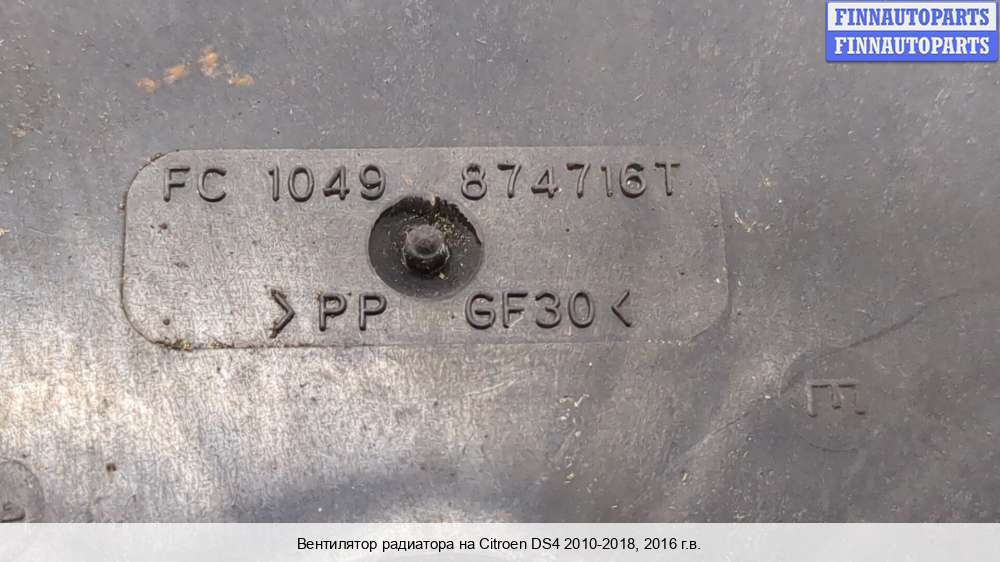 FINNAUTOPARTS
FINNAUTOPARTS
FC 1049 874716T
>PP GF30<
E
Вентилятор радиатора на Citroen DS4 2010-2018, 2016 г.в.